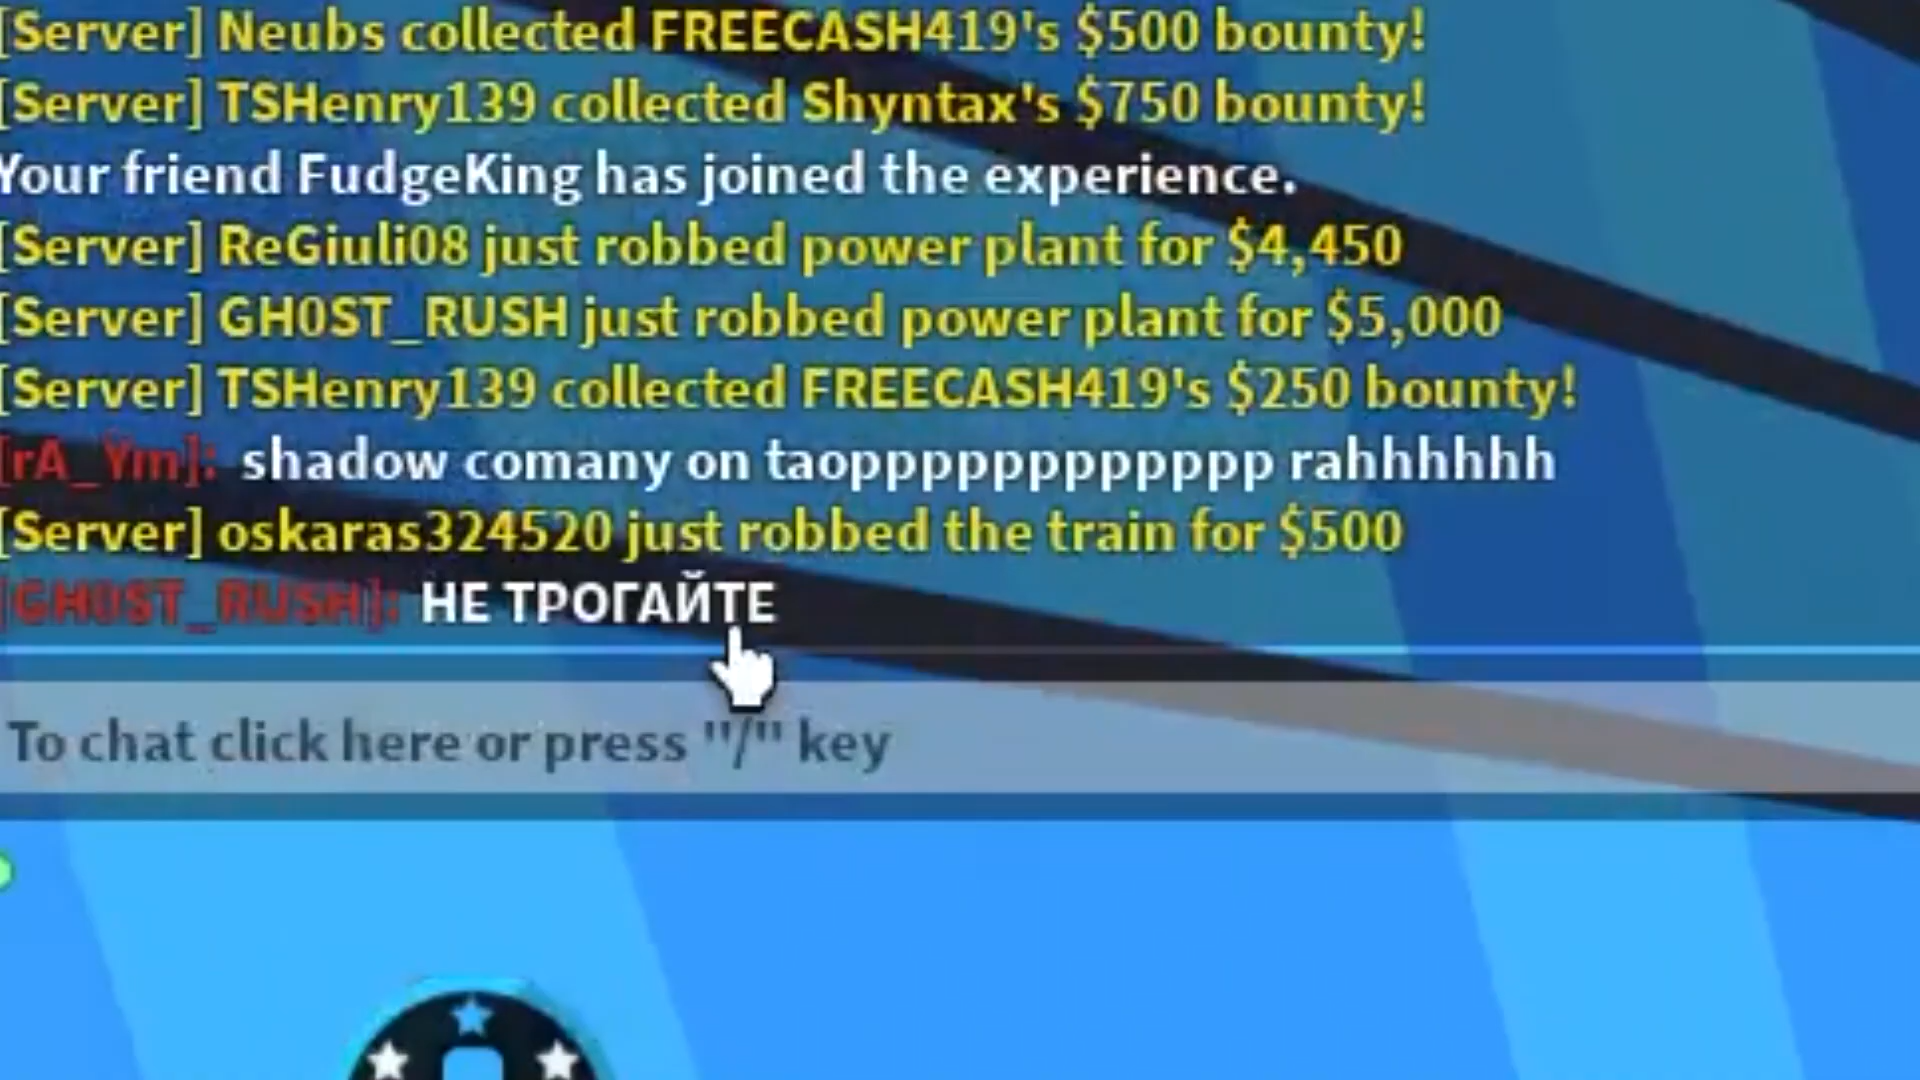 [Server] Neubs collected FREECASH419's $500 bounty!
[Server] TSHenry139 collected Shyntax's $750 bounty!
Your friend FudgeKing has joined the experience.
[Server] ReGiuli08 just robbed power plant for $4,450
[Server] GH0ST_RUSH just robbed power plant for $5,000
[Server] TSHenry139 collected FREECASH419's $250 bounty!
[rA_Ym]: shadow comany on taopppppppppppp rahhhhhh
[Server] oskaras324520 just robbed the train for $500
[GH0ST_RUSH]: НЕ ТРОГАЙТЕ
To chat click here or press "/" key